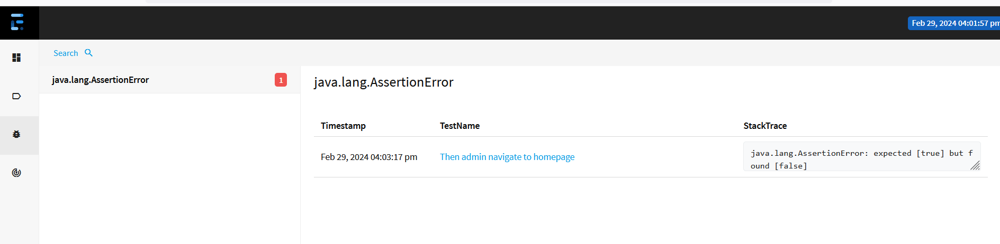 Feb 29, 2024 04:01:57 pm
Search
java.lang.AssertionError 1
java.lang.AssertionError
Timestamp TestName StackTrace
Feb 29, 2024 04:03:17 pm Then admin navigate to homepage
java.lang.AssertionError: expected [true] but f
ound [false]